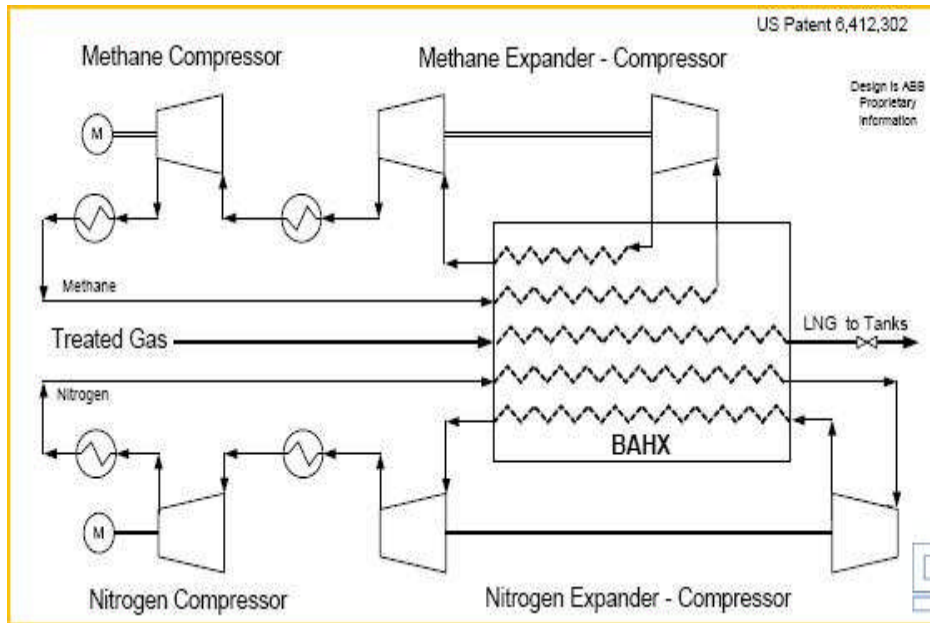 US Patent 6,412,302
Methane Compressor
Methane Expander - Compressor
Design is ABB
Proprietary
Information
M
Methane
Treated Gas
LNG to Tanks
Nitrogen
BAHX
M
Nitrogen Compressor
Nitrogen Expander - Compressor